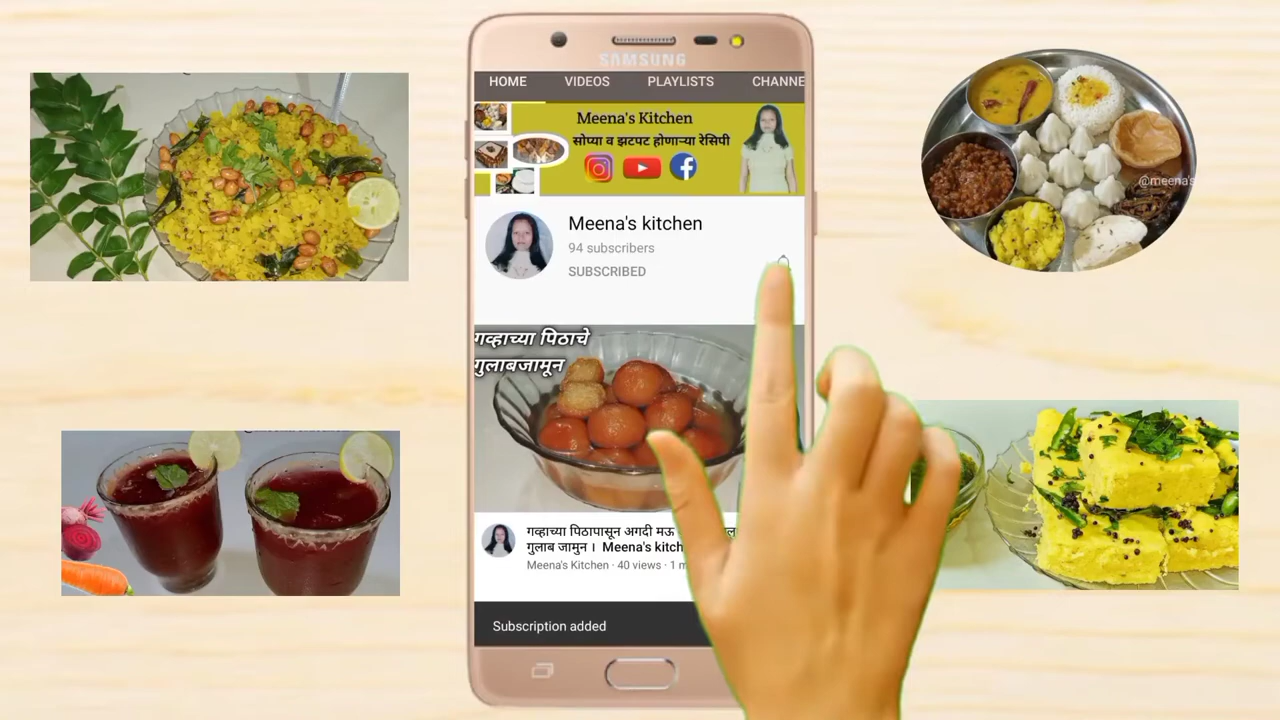 SAMSUNG
HOME VIDEOS PLAYLISTS CHANNE
Meena's Kitchen
सोप्या व झटपट होणाऱ्या रेसिपी
Meena's kitchen
94 subscribers
SUBSCRIBED
गव्हाच्या पिठाचे
गुलाबजामून
गव्हाच्या पिठापासून अगदी मऊ
गुलाब जामुन । Meena's kitch
Meena's Kitchen · 40 views · 1 m
Subscription added
@meena's